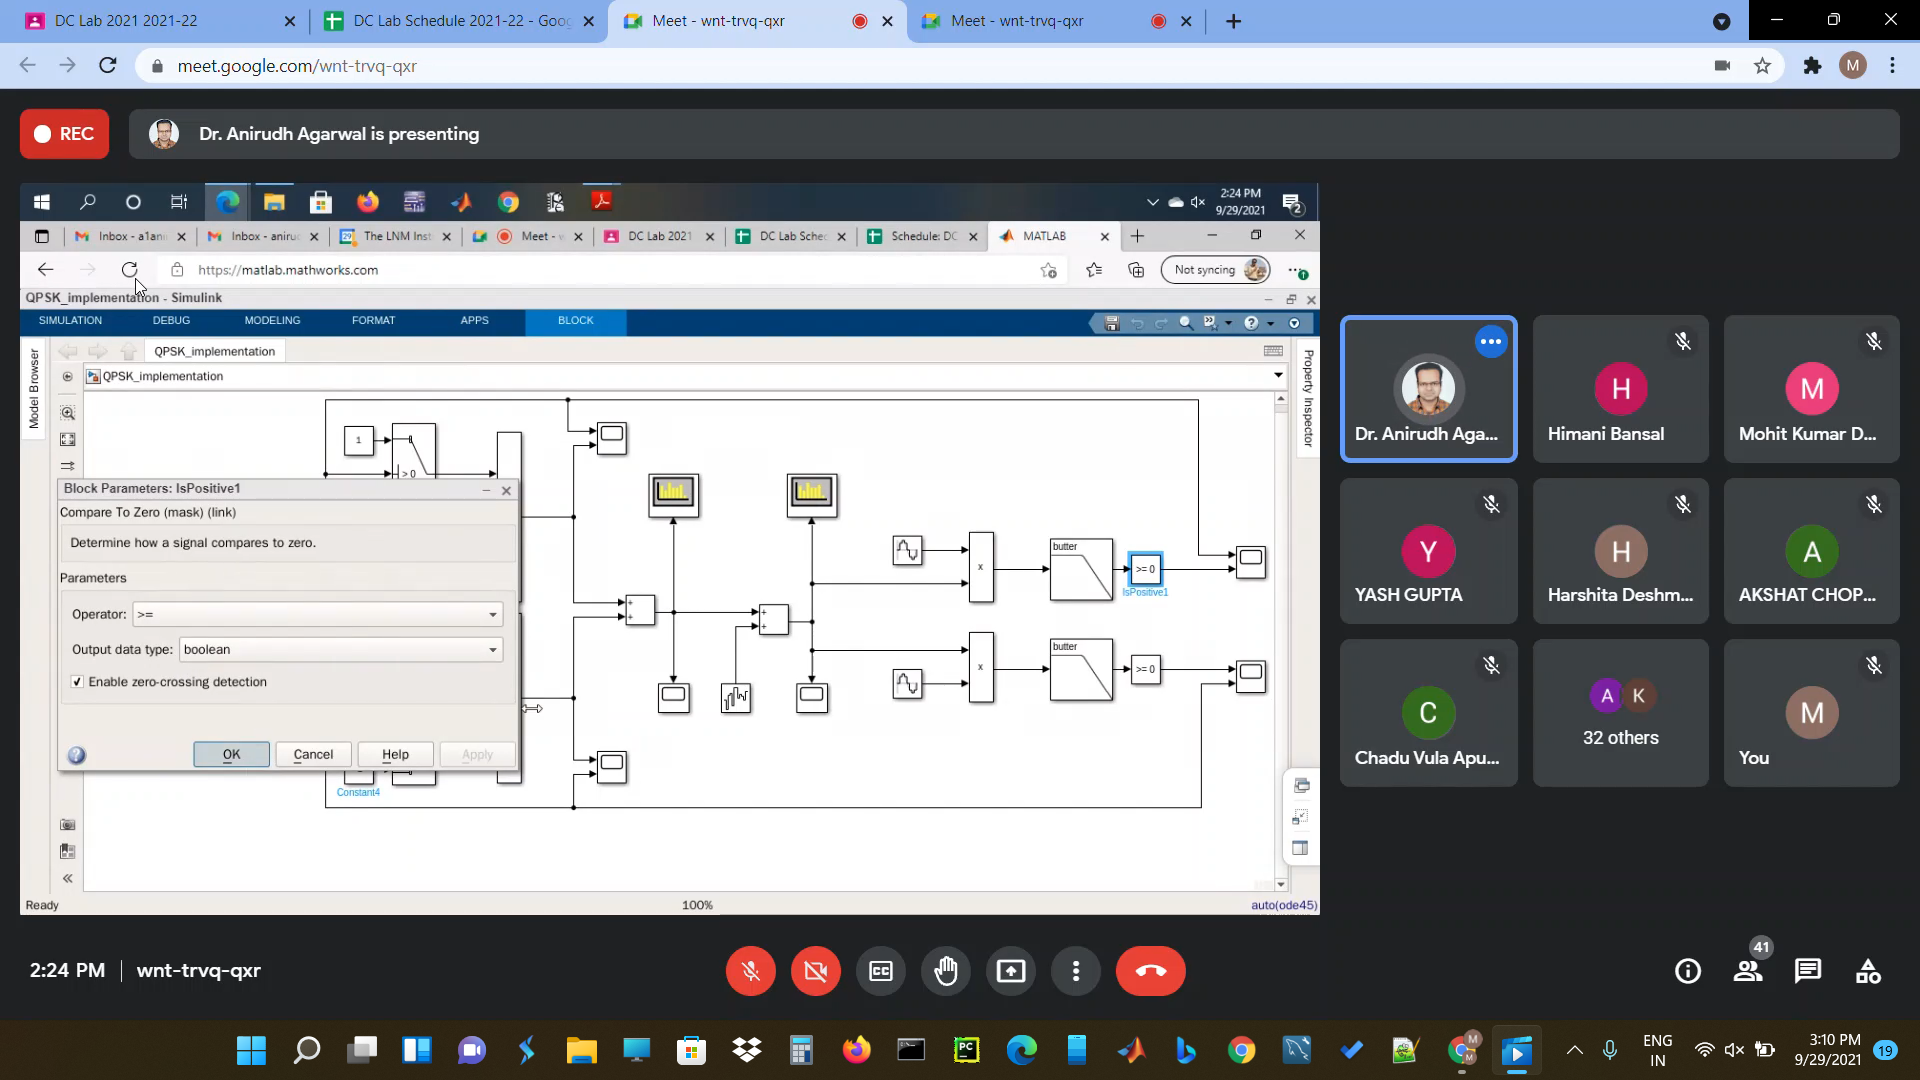 DC Lab 2021 2021-22
DC Lab Schedule 2021-22 - Goo
Meet - wnt-trvq-qxr
Meet - wnt-trvq-qxr
meet.google.com/wnt-trvq-qxr
M
REC
Dr. Anirudh Agarwal is presenting
2:24 PM
9/29/2021
2
Inbox - a1ani
Inbox - aniruc
The LNM Inst
Meet - w
DC Lab 2021
DC Lab Sched
Schedule: DC
MATLAB
https://matlab.mathworks.com
Not syncing
QPSK_implementation - Simulink
SIMULATION
DEBUG
MODELING
FORMAT
APPS
BLOCK
Model Browser
QPSK_implementation
Property Inspector
QPSK_implementation
1
> 0
Block Parameters: IsPositive1
Compare To Zero (mask) (link)
Determine how a signal compares to zero.
Parameters
Operator: >=
Output data type: boolean
Enable zero-crossing detection
OK
Cancel
Help
Apply
Constant4
+
+
+
+
x
butter
>= 0
IsPositive1
x
butter
>= 0
Ready
100%
auto(ode45)
Dr. Anirudh Aga...
H
Himani Bansal
M
Mohit Kumar D...
Y
YASH GUPTA
H
Harshita Deshm...
A
AKSHAT CHOP...
C
Chadu Vula Apu...
A K
32 others
M
You
2:24 PM | wnt-trvq-qxr
CC
41
PC
M
M
ENG
IN
3:10 PM
9/29/2021
19